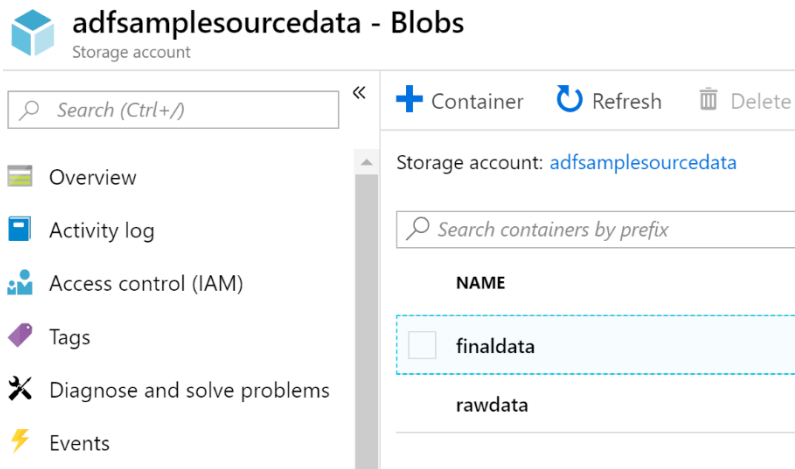 adfsamplesourcedata - Blobs
Storage account
Search (Ctrl+/)
«
Overview
Activity log
Access control (IAM)
Tags
Diagnose and solve problems
Events
Container Refresh Delete
Storage account: adfsamplesourcedata
Search containers by prefix
NAME
finaldata
rawdata